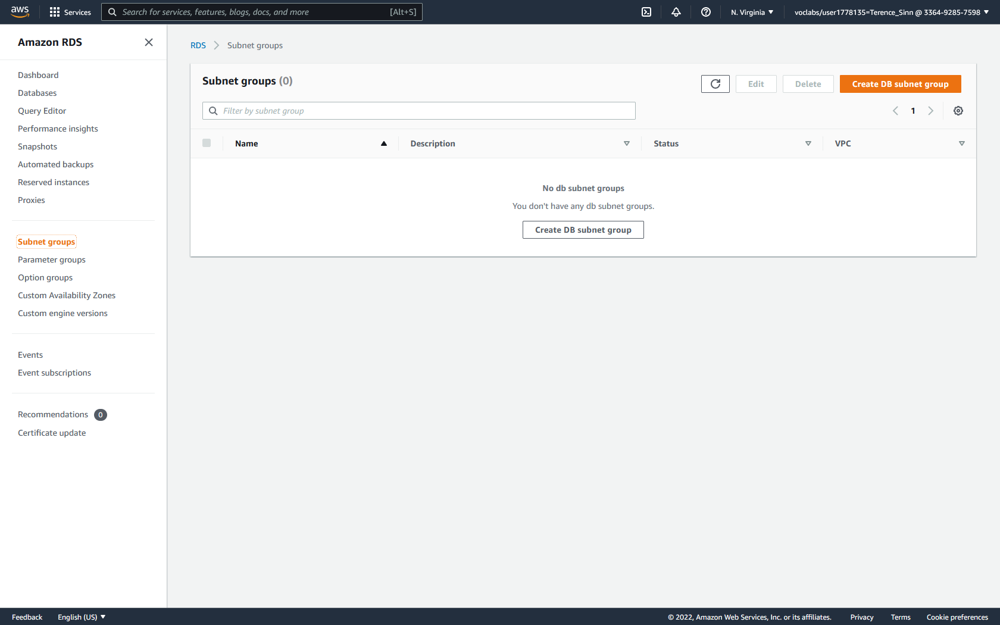 aws
Services
Search for services, features, blogs, docs, and more
[Alt+S]
N. Virginia
voclabs/user1778135=Terence_Sinn @ 3364-9285-7598
Amazon RDS
Dashboard
Databases
Query Editor
Performance insights
Snapshots
Automated backups
Reserved instances
Proxies
Subnet groups
Parameter groups
Option groups
Custom Availability Zones
Custom engine versions
Events
Event subscriptions
Recommendations 0
Certificate update
RDS > Subnet groups
Subnet groups (0)
Edit
Delete
Create DB subnet group
Filter by subnet group
1
Name
Description
Status
VPC
No db subnet groups
You don't have any db subnet groups.
Create DB subnet group
Feedback
English (US)
© 2022, Amazon Web Services, Inc. or its affiliates.
Privacy
Terms
Cookie preferences